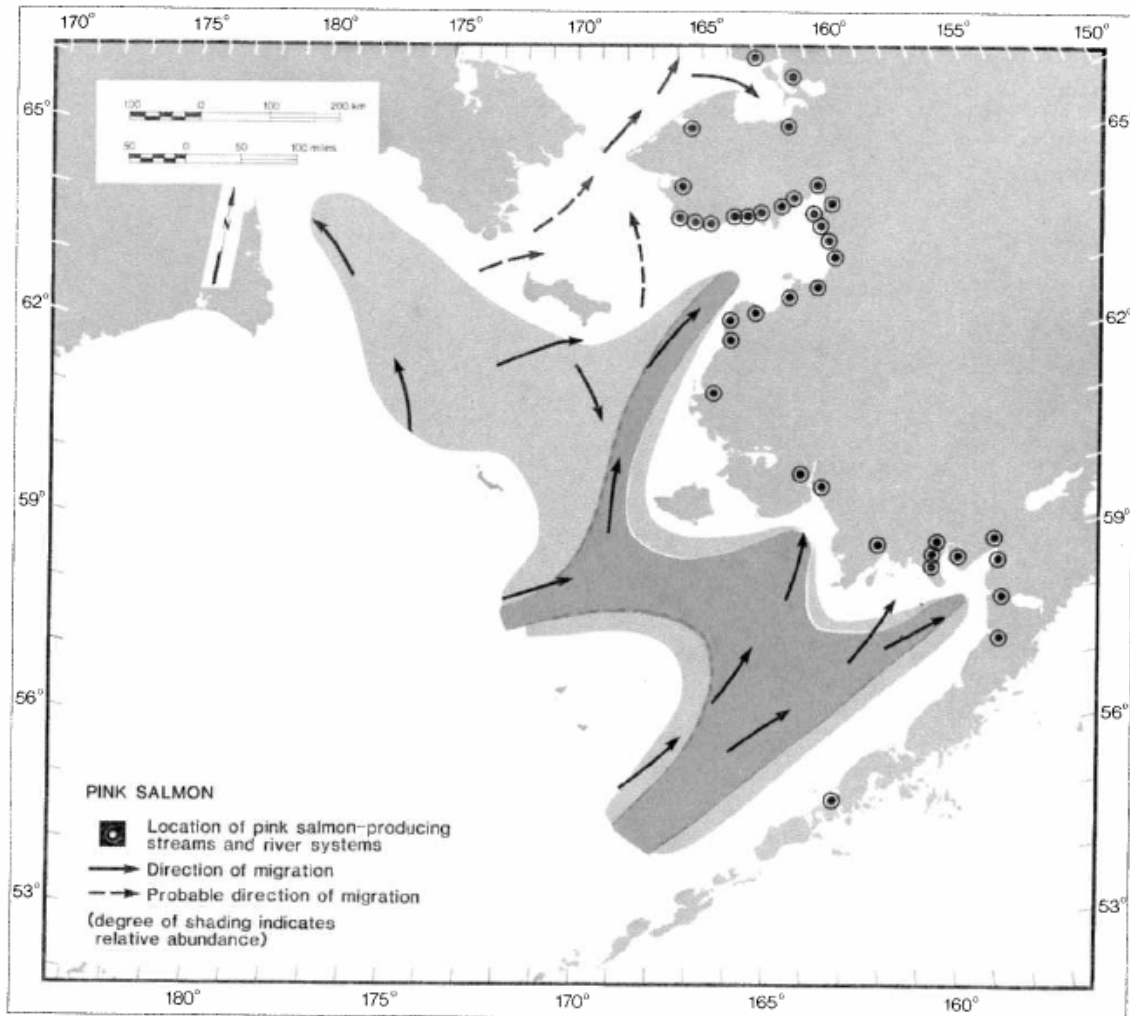 170° 175° 175° 170° 165° 160° 155° 150°
100 0 100 200 km
50 0 50 100 miles
65° 65°
62° 62°
59° 59°
56° 56°
53° 53°
PINK SALMON
Location of pink salmon-producing
streams and river systems
Direction of migration
Probable direction of migration
(degree of shading indicates
relative abundance)
180° 175° 170° 165° 160°